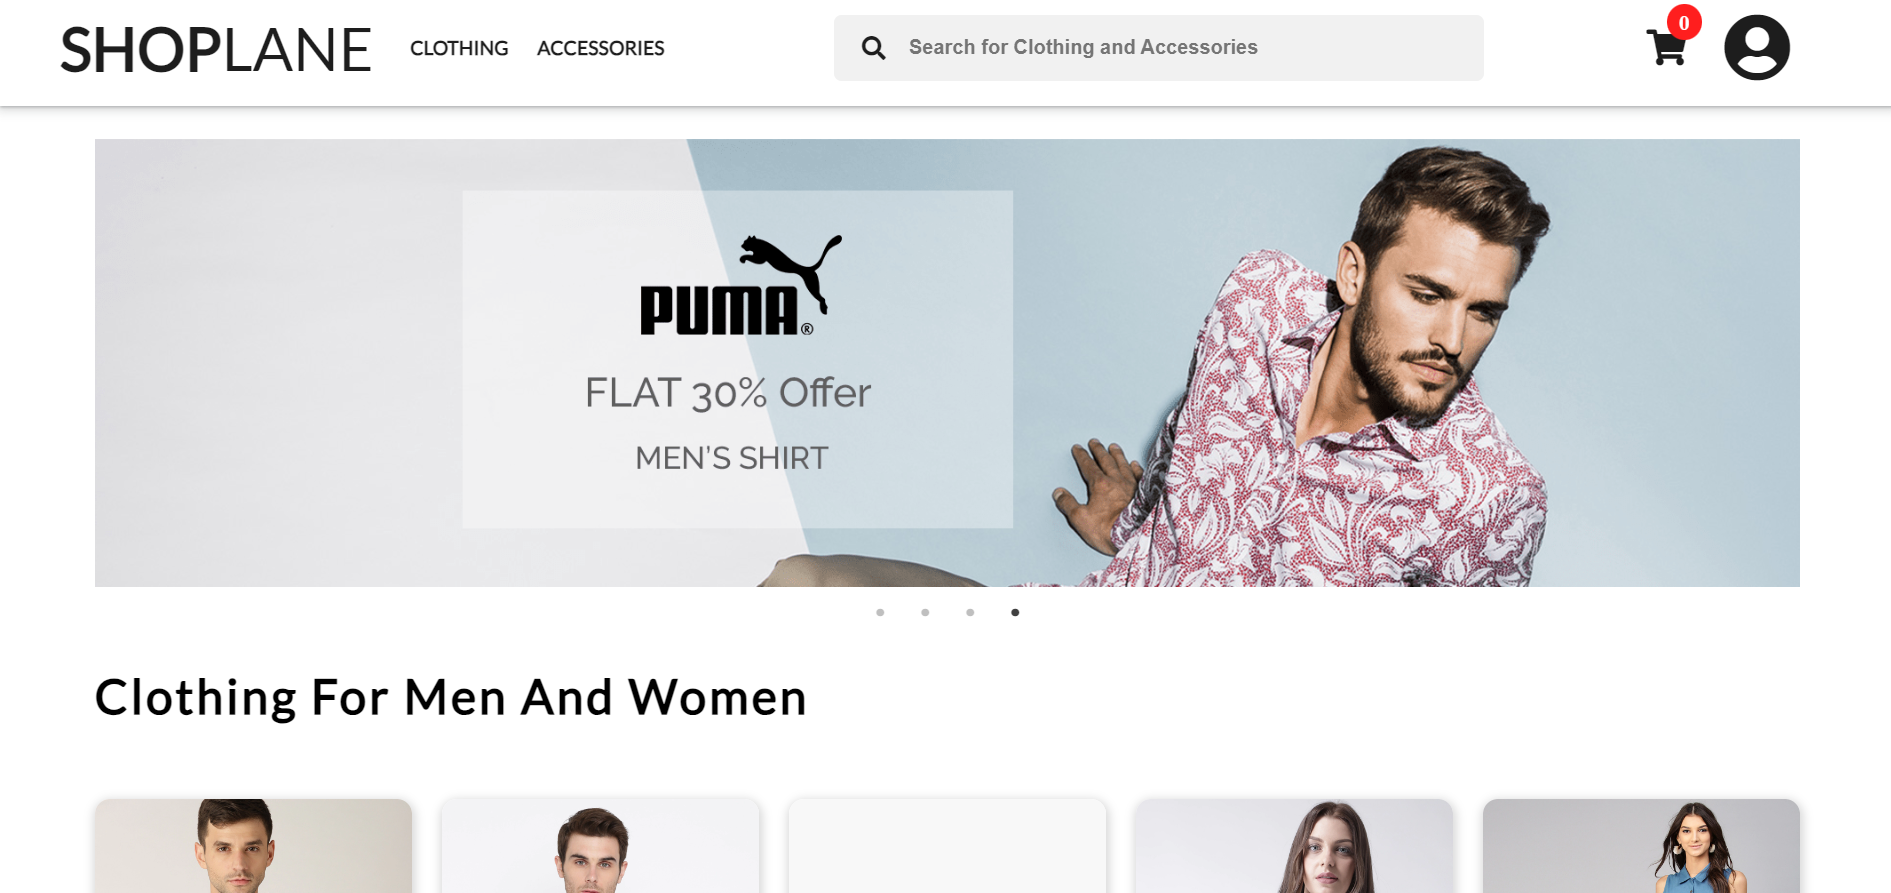 SHOPLANE
CLOTHING
ACCESSORIES
Search for Clothing and Accessories
0
PUMA®
FLAT 30% Offer
MEN'S SHIRT
Clothing For Men And Women